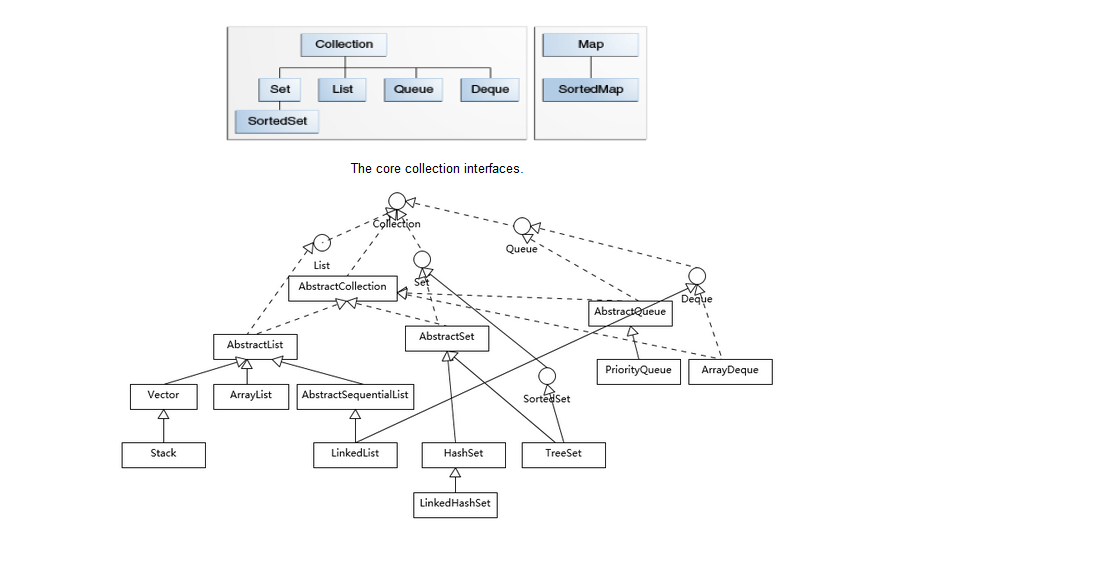 Collection
Map
Set
List
Queue
Deque
SortedMap
SortedSet
The core collection interfaces.
Collection
Queue
List
Set
AbstractCollection
Deque
AbstractQueue
AbstractSet
AbstractList
PriorityQueue
ArrayDeque
Vector
ArrayList
AbstractSequentialList
SortedSet
Stack
LinkedList
HashSet
TreeSet
LinkedHashSet